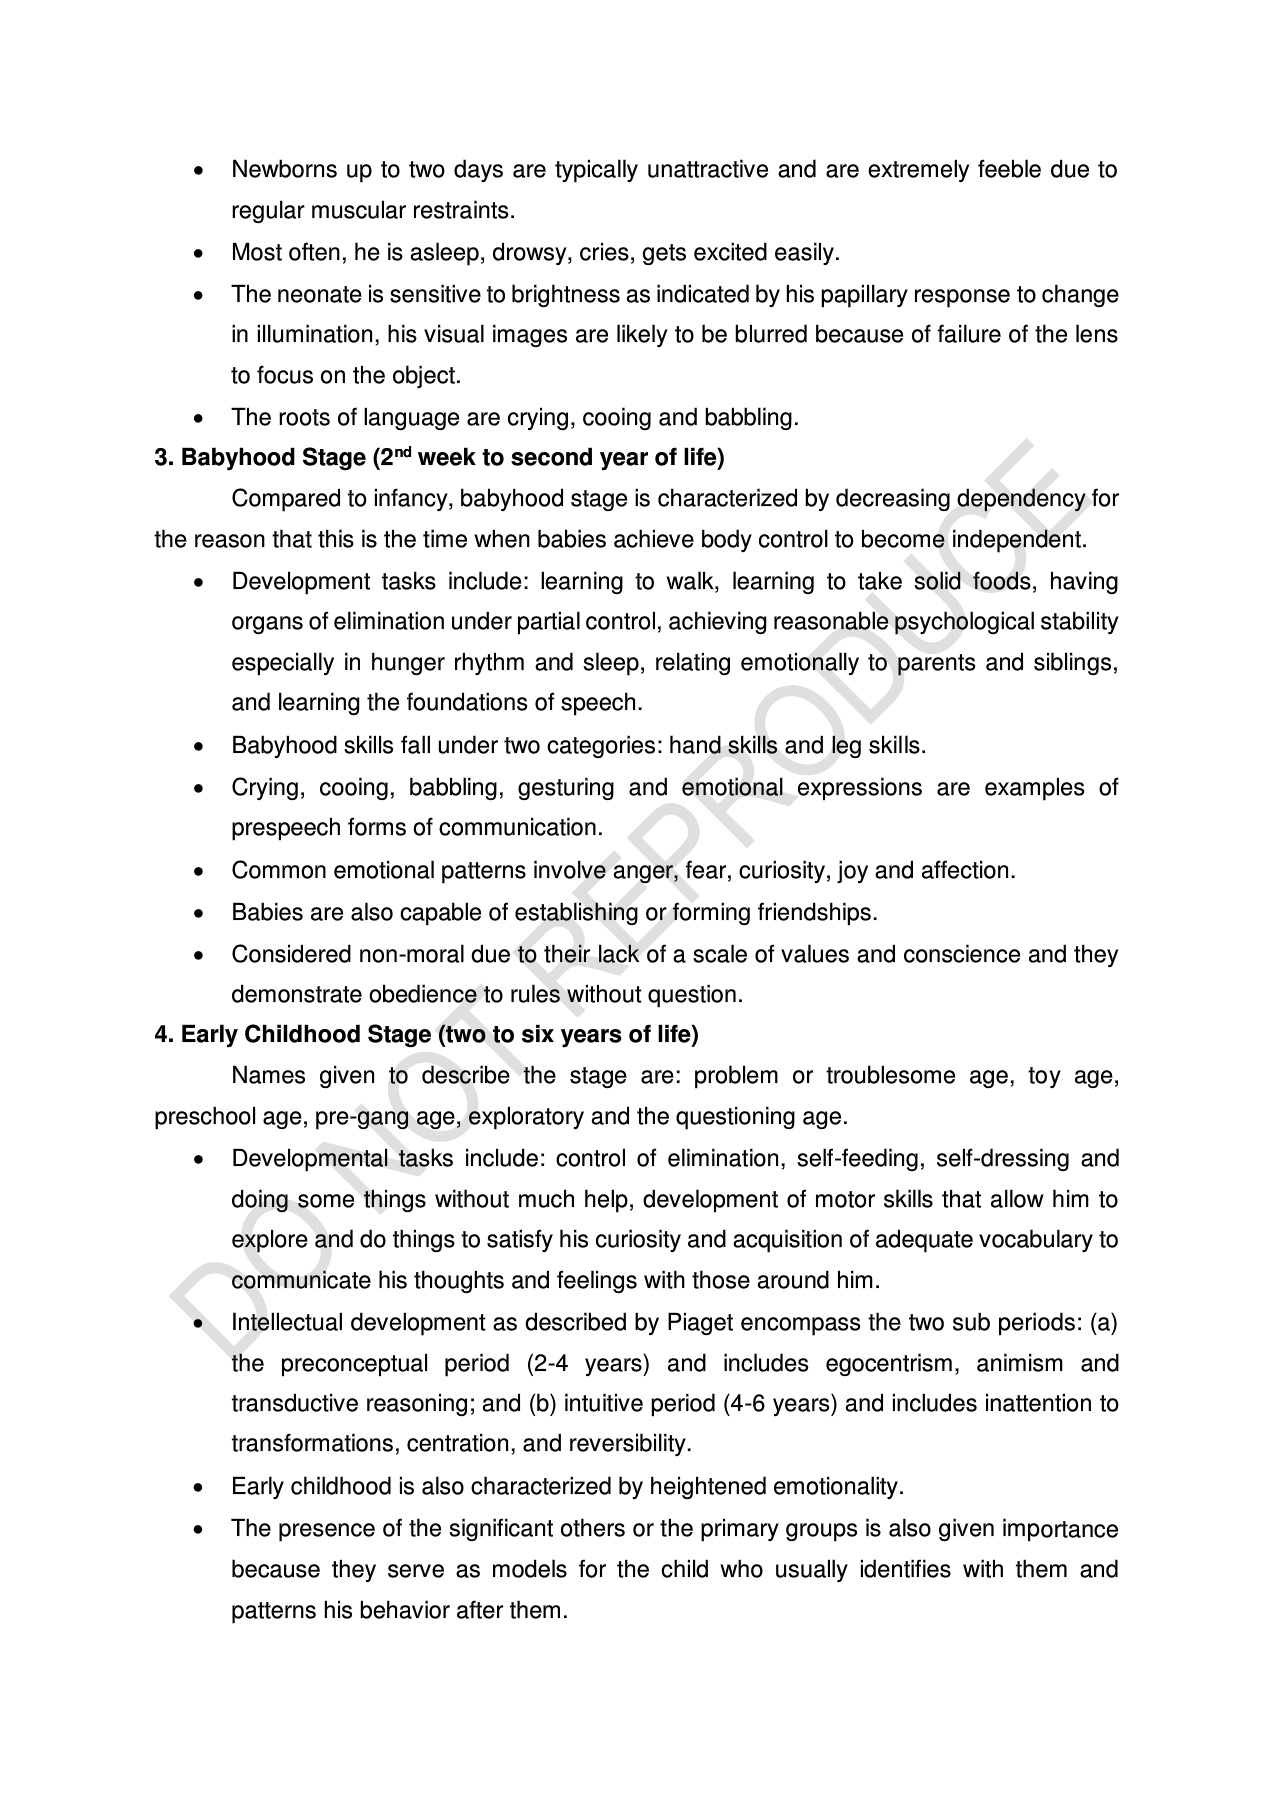 • Newborns up to two days are typically unattractive and are extremely feeble due to
regular muscular restraints.
• Most often, he is asleep, drowsy, cries, gets excited easily.
• The neonate is sensitive to brightness as indicated by his papillary response to change
in illumination, his visual images are likely to be blurred because of failure of the lens
to focus on the object.
• The roots of language are crying, cooing and babbling.
3. Babyhood Stage (2nd week to second year of life)
Compared to infancy, babyhood stage is characterized by decreasing dependency for
the reason that this is the time when babies achieve body control to become independent.
• Development tasks include: learning to walk, learning to take solid foods, having
organs of elimination under partial control, achieving reasonable psychological stability
especially in hunger rhythm and sleep, relating emotionally to parents and siblings,
and learning the foundations of speech.
• Babyhood skills fall under two categories: hand skills and leg skills.
• Crying, cooing, babbling, gesturing and emotional expressions are examples of
prespeech forms of communication.
• Common emotional patterns involve anger, fear, curiosity, joy and affection.
• Babies are also capable of establishing or forming friendships.
• Considered non-moral due to their lack of a scale of values and conscience and they
demonstrate obedience to rules without question.
4. Early Childhood Stage (two to six years of life)
Names given to describe the stage are: problem or troublesome age, toy age,
preschool age, pre-gang age, exploratory and the questioning age.
• Developmental tasks include: control of elimination, self-feeding, self-dressing and
doing some things without much help, development of motor skills that allow him to
explore and do things to satisfy his curiosity and acquisition of adequate vocabulary to
communicate his thoughts and feelings with those around him.
• Intellectual development as described by Piaget encompass the two sub periods: (a)
the preconceptual period (2-4 years) and includes egocentrism, animism and
transductive reasoning; and (b) intuitive period (4-6 years) and includes inattention to
transformations, centration, and reversibility.
• Early childhood is also characterized by heightened emotionality.
• The presence of the significant others or the primary groups is also given importance
because they serve as models for the child who usually identifies with them and
patterns his behavior after them.
DO NOT REPRODUCE